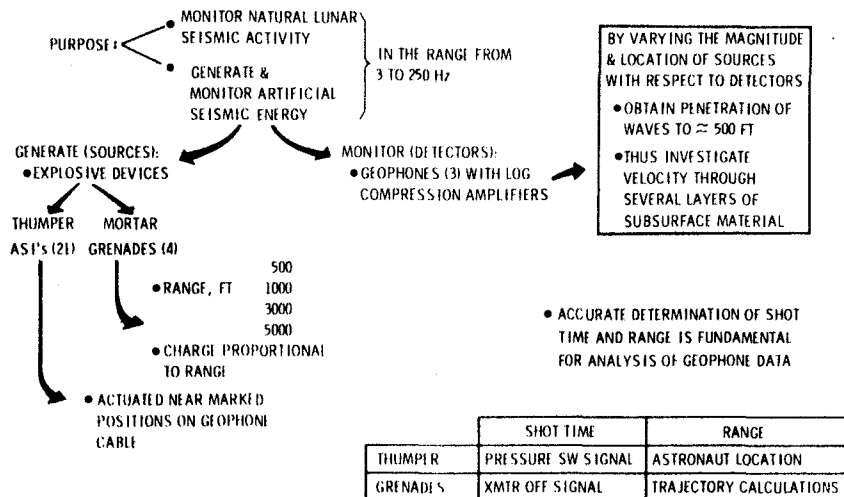 PURPOSE:
• MONITOR NATURAL LUNAR
SEISMIC ACTIVITY
• GENERATE &
MONITOR ARTIFICIAL
SEISMIC ENERGY
IN THE RANGE FROM
3 TO 250 Hz
BY VARYING THE MAGNITUDE
& LOCATION OF SOURCES
WITH RESPECT TO DETECTORS
• OBTAIN PENETRATION OF
WAVES TO ≈ 500 FT
• THUS INVESTIGATE
VELOCITY THROUGH
SEVERAL LAYERS OF
SUBSURFACE MATERIAL
GENERATE (SOURCES):
• EXPLOSIVE DEVICES
MONITOR (DETECTORS):
• GEOPHONES (3) WITH LOG
COMPRESSION AMPLIFIERS
THUMPER
ASI's (21)
MORTAR
GRENADES (4)
• RANGE, FT
500
1000
3000
5000
• CHARGE PROPORTIONAL
TO RANGE
• ACTUATED NEAR MARKED
POSITIONS ON GEOPHONE
CABLE
• ACCURATE DETERMINATION OF SHOT
TIME AND RANGE IS FUNDAMENTAL
FOR ANALYSIS OF GEOPHONE DATA
SHOT TIME RANGE
THUMPER PRESSURE SW SIGNAL ASTRONAUT LOCATION
GRENADES XMTR OFF SIGNAL TRAJECTORY CALCULATIONS